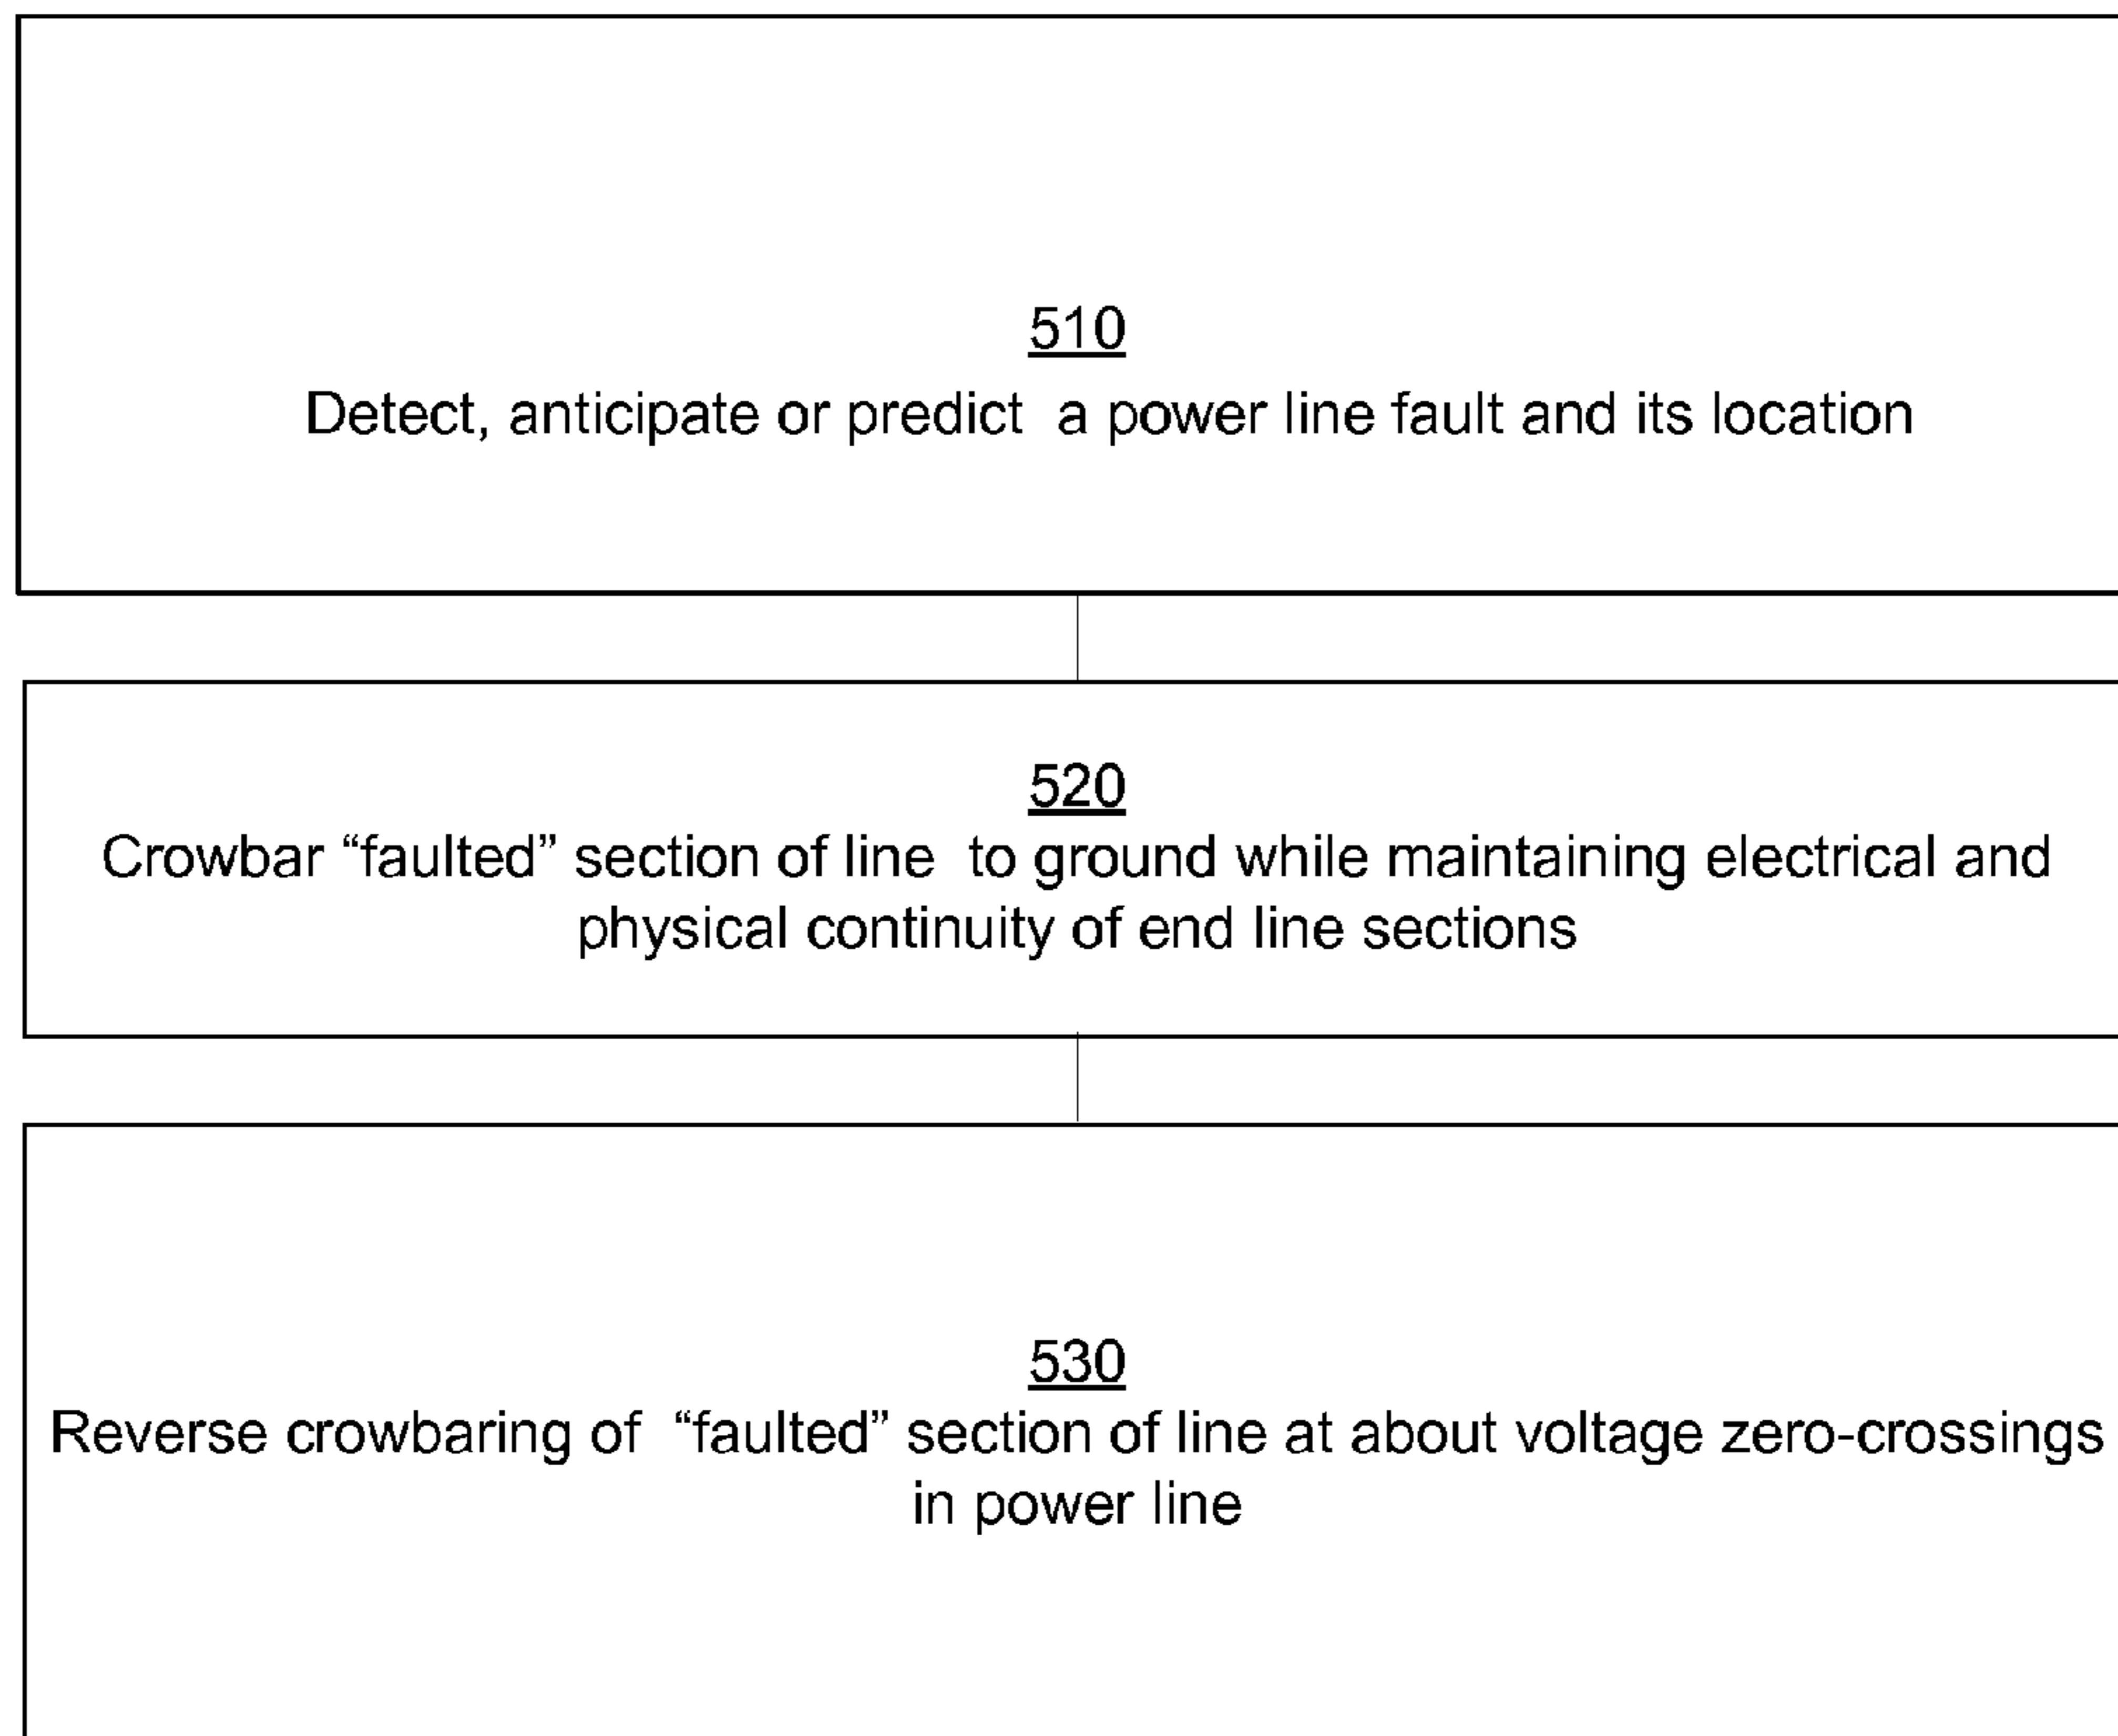 510
Detect, anticipate or predict a power line fault and its location
520
Crowbar “faulted” section of line to ground while maintaining electrical and
physical continuity of end line sections
530
Reverse crowbaring of “faulted” section of line at about voltage zero-crossings
in power line